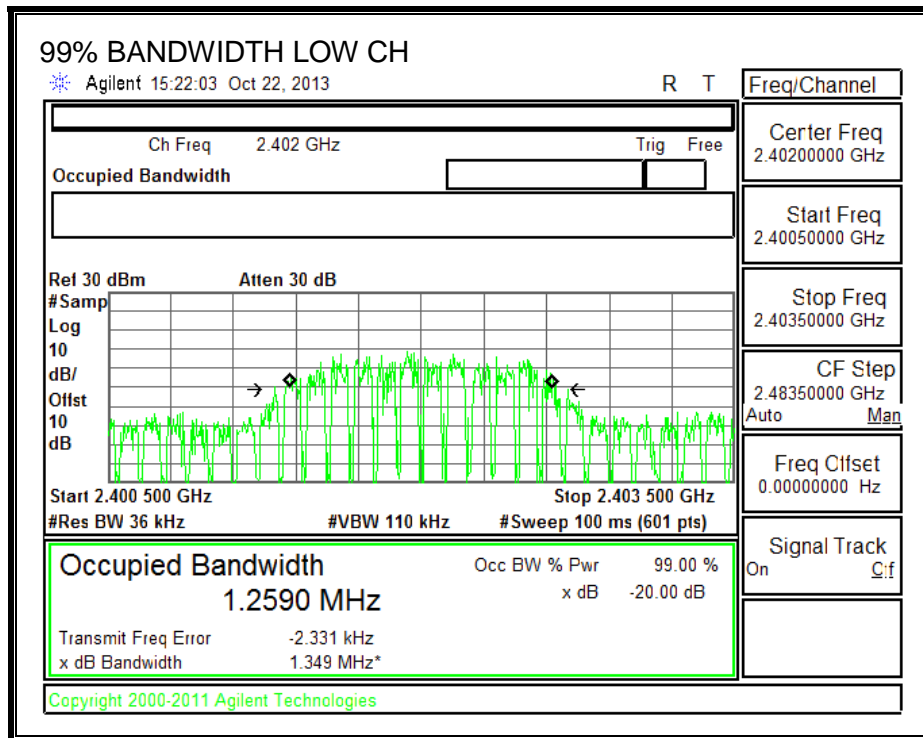 99% BANDWIDTH LOW CH
Agilent 15:22:03 Oct 22, 2013 R T
Freq/Channel
Ch Freq 2.402 GHz Trig Free
Occupied Bandwidth
Center Freq
2.40200000 GHz
Start Freq
2.40050000 GHz
Stop Freq
2.40350000 GHz
CF Step
2.48350000 GHz
Auto Man
Freq Offset
0.00000000 Hz
Signal Track
On Off
Ref 30 dBm Atten 30 dB
#Samp
Log
10
dB/
Offst
10
dB
Start 2.400 500 GHz Stop 2.403 500 GHz
#Res BW 36 kHz #VBW 110 kHz #Sweep 100 ms (601 pts)
Occupied Bandwidth
1.2590 MHz
Occ BW % Pwr 99.00 %
x dB -20.00 dB
Transmit Freq Error -2.331 kHz
x dB Bandwidth 1.349 MHz*
Copyright 2000-2011 Agilent Technologies